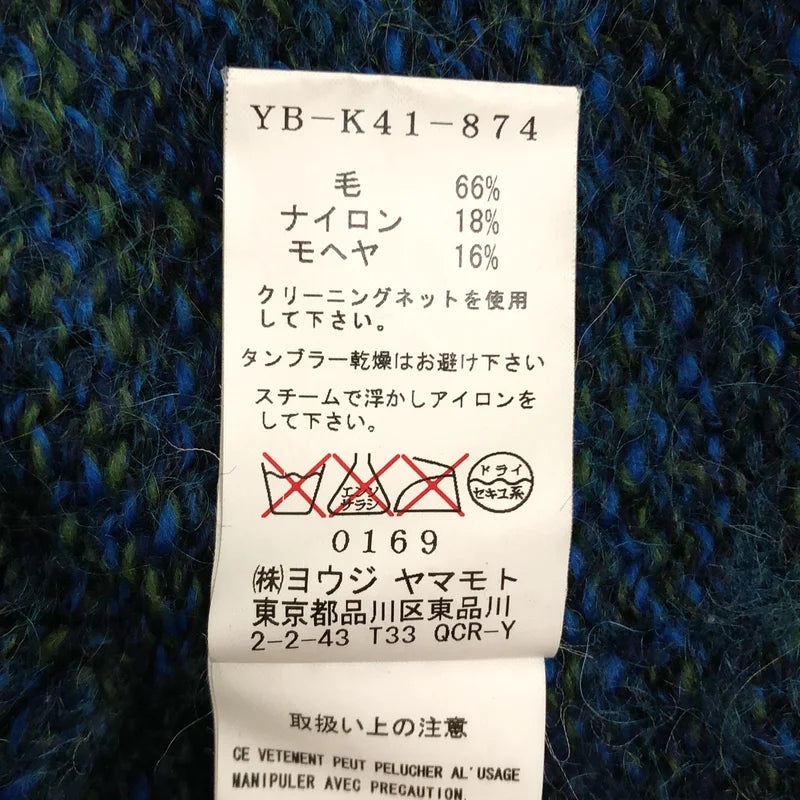 YB-K41-874
毛 66%
ナイロン 18%
モヘヤ 16%
クリーニングネットを使用
して下さい。
タンブラー乾燥はお避け下さい
スチームで浮かしアイロンを
して下さい。
エンソ
サラシ
ドライ
セキユ系
0169
㈱ヨウジ ヤマモト
東京都品川区東品川
2-2-43 T33 QCR-Y
取扱い上の注意
CE VETEMENT PEUT PELUCHER AL'USAGE
MANIPULER AVEC PRECAUTION.